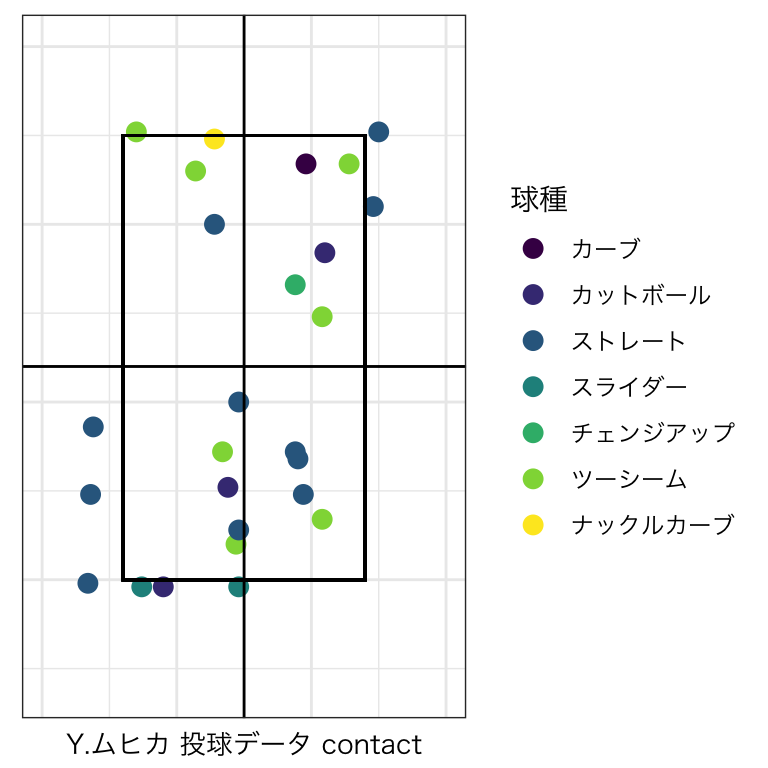 球種
カーブ
カットボール
ストレート
スライダー
チェンジアップ
ツーシーム
ナックルカーブ
Y.ムヒカ 投球データ contact